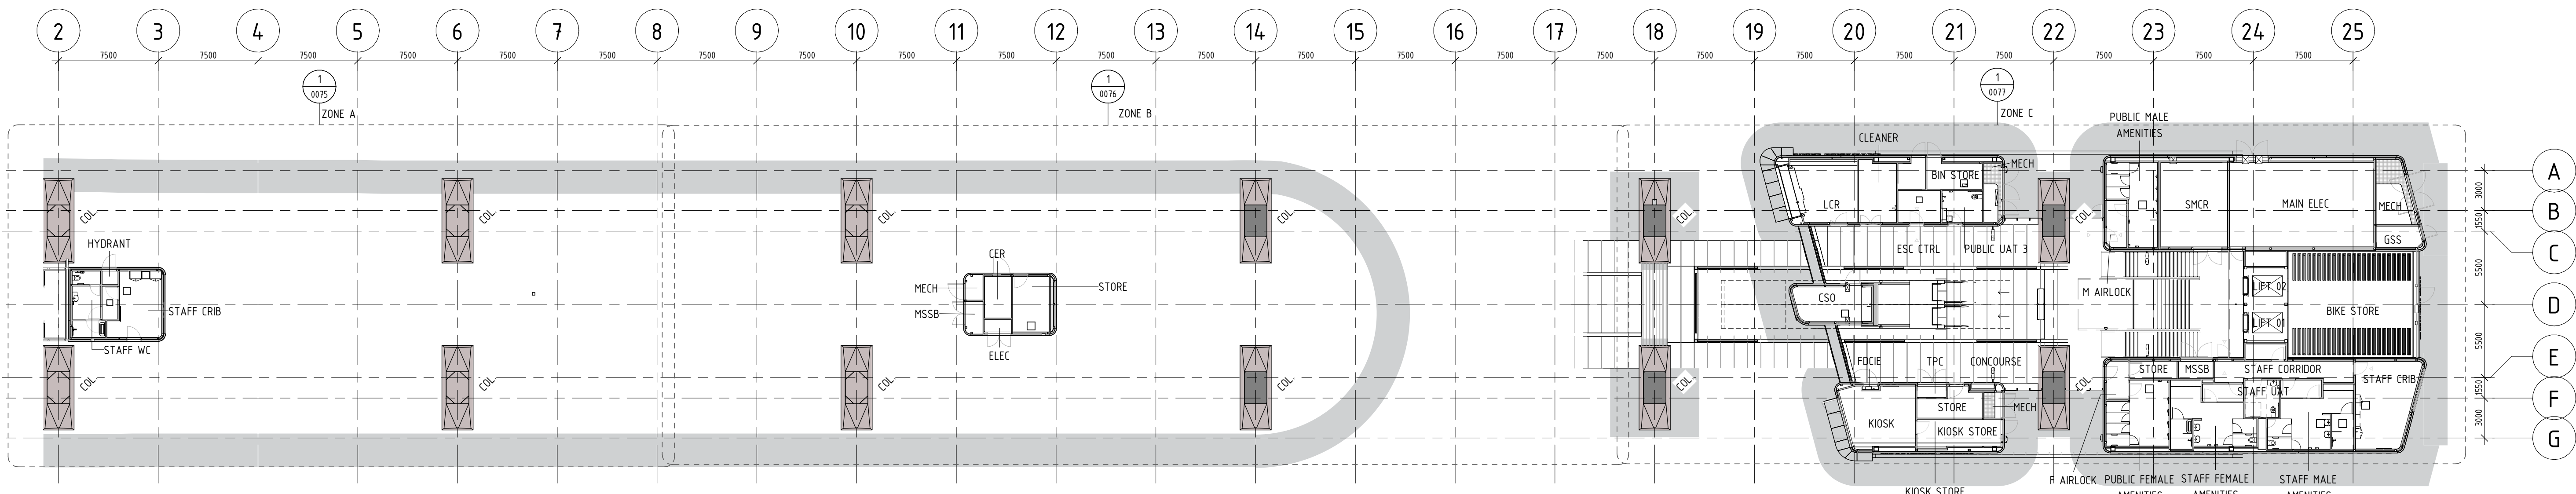 2 3 4 5 6 7 8 9 10 11 12 13 14 15 16 17 18 19 20 21 22 23 24 25
7500 7500 7500 7500 7500 7500 7500 7500 7500 7500 7500 7500 7500 7500 7500 7500 7500 7500 7500 7500 7500 7500 7500
1
0075
ZONE A
1
0076
ZONE B
1
0077
ZONE C
COL
COL
COL
COL
COL
COL
HYDRANT
STAFF CRIB
STAFF WC
CER
MECH
MSSB
STORE
ELEC
COL
COL
COL
COL
COL
COL
CLEANER
MECH
BIN STORE
LCR
ESC CTRL
PUBLIC UAT 3
CSO
FDCIE
TPC
CONCOURSE
STORE
MECH
KIOSK
KIOSK STORE
KIOSK STORE
PUBLIC MALE
AMENITIES
SMCR
MAIN ELEC
MECH
GSS
M AIRLOCK
LIFT 02
LIFT 01
BIKE STORE
STORE
MSSB
STAFF CORRIDOR
STAFF CRIB
STAFF UAT
F AIRLOCK
PUBLIC FEMALE
AMENITIES
STAFF FEMALE
AMENITIES
STAFF MALE
AMENITIES
A
3000
B
1550
C
5500
D
5500
E
1550
F
3000
G